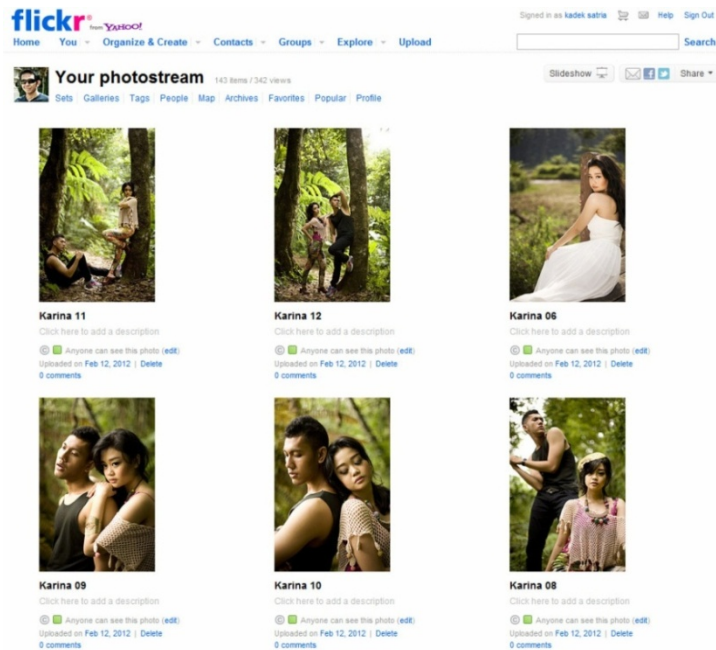 flickr from YAHOO!
Signed in as kadek satria Help Sign Out
Home You Organize & Create Contacts Groups Explore Upload
Search
Your photostream 143 items / 342 views
Slideshow Share
Sets Galleries Tags People Map Archives Favorites Popular Profile
Karina 11
Click here to add a description
© Anyone can see this photo (edit)
Uploaded on Feb 12, 2012 | Delete
0 comments
Karina 12
Click here to add a description
© Anyone can see this photo (edit)
Uploaded on Feb 12, 2012 | Delete
0 comments
Karina 06
Click here to add a description
© Anyone can see this photo (edit)
Uploaded on Feb 12, 2012 | Delete
0 comments
Karina 09
Click here to add a description
© Anyone can see this photo (edit)
Uploaded on Feb 12, 2012 | Delete
0 comments
Karina 10
Click here to add a description
© Anyone can see this photo (edit)
Uploaded on Feb 12, 2012 | Delete
0 comments
Karina 08
Click here to add a description
© Anyone can see this photo (edit)
Uploaded on Feb 12, 2012 | Delete
0 comments